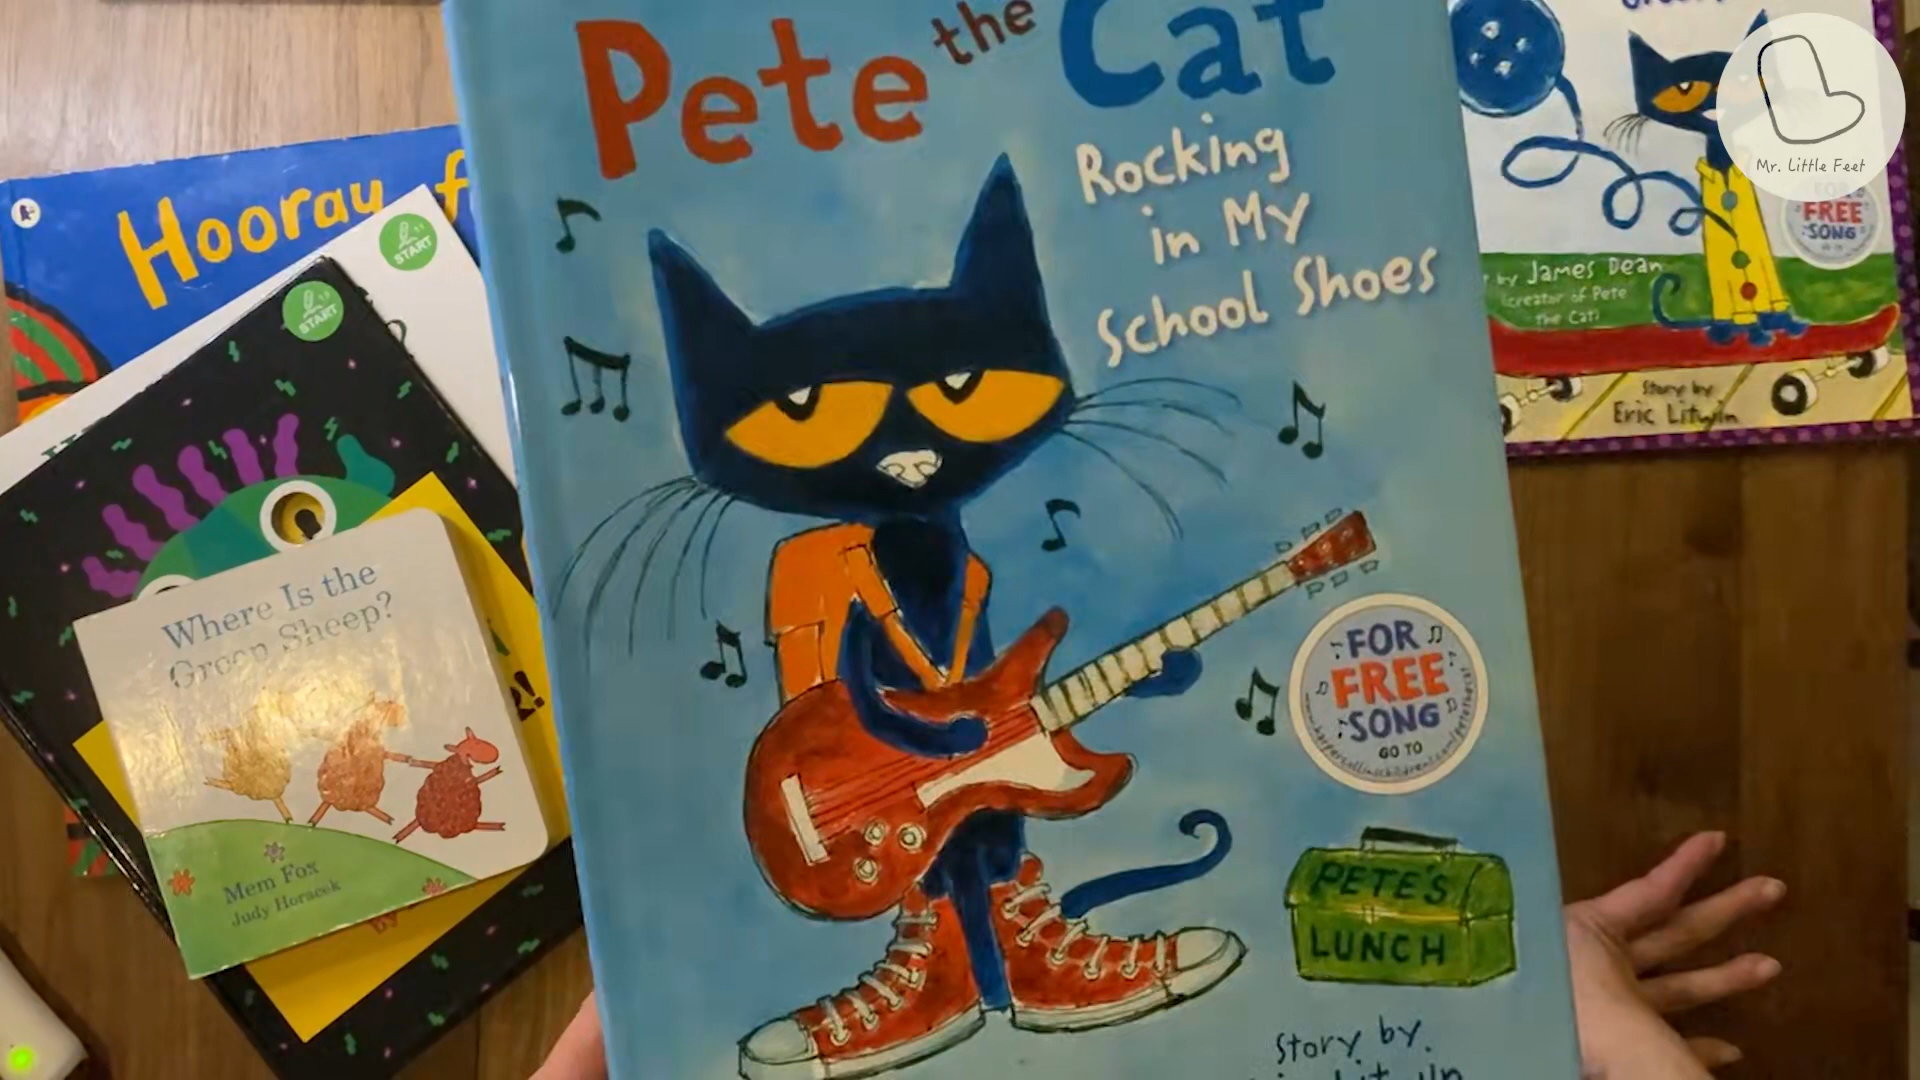 Pete the Cat
Rocking
in My
School Shoes
FOR
FREE
SONG
GO TO
PETE'S
LUNCH
Story by
Hooray
START
START
Where Is the
Green Sheep?
Mem Fox
Judy Horacek
by James Dean
(creator of Pete
the Cat)
Story by
Eric Litwin
FREE
SONG
Mr. Little Feet